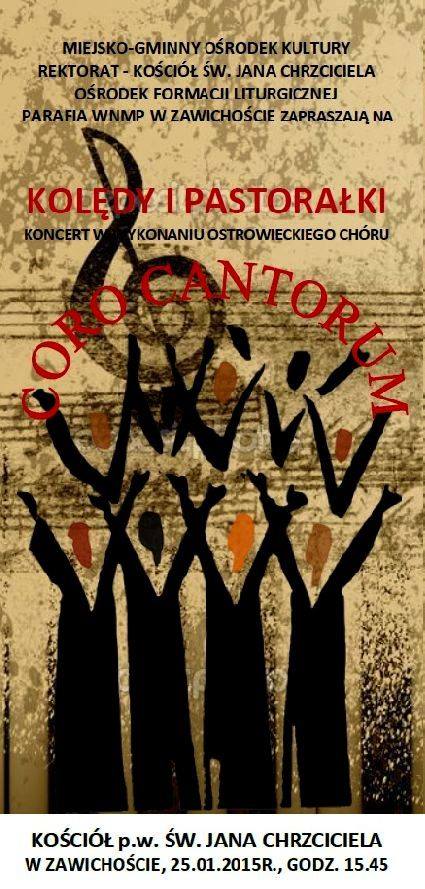 MIEJSKO-GMINNY OŚRODEK KULTURY
REKTORAT - KOŚCIÓŁ ŚW. JANA CHRZCICIELA
OŚRODEK FORMACJI LITURGICZNEJ
PARAFIA WNMP W ZAWICHOŚCIE ZAPRASZAJĄ NA
KOLĘDY I PASTORAŁKI
KONCERT W WYKONANIU OSTROWIECKIEGO CHÓRU
CORO CANTORUM
KOŚCIÓŁ p.w. ŚW. JANA CHRZCICIELA
W ZAWICHOŚCIE, 25.01.2015R., GODZ. 15.45